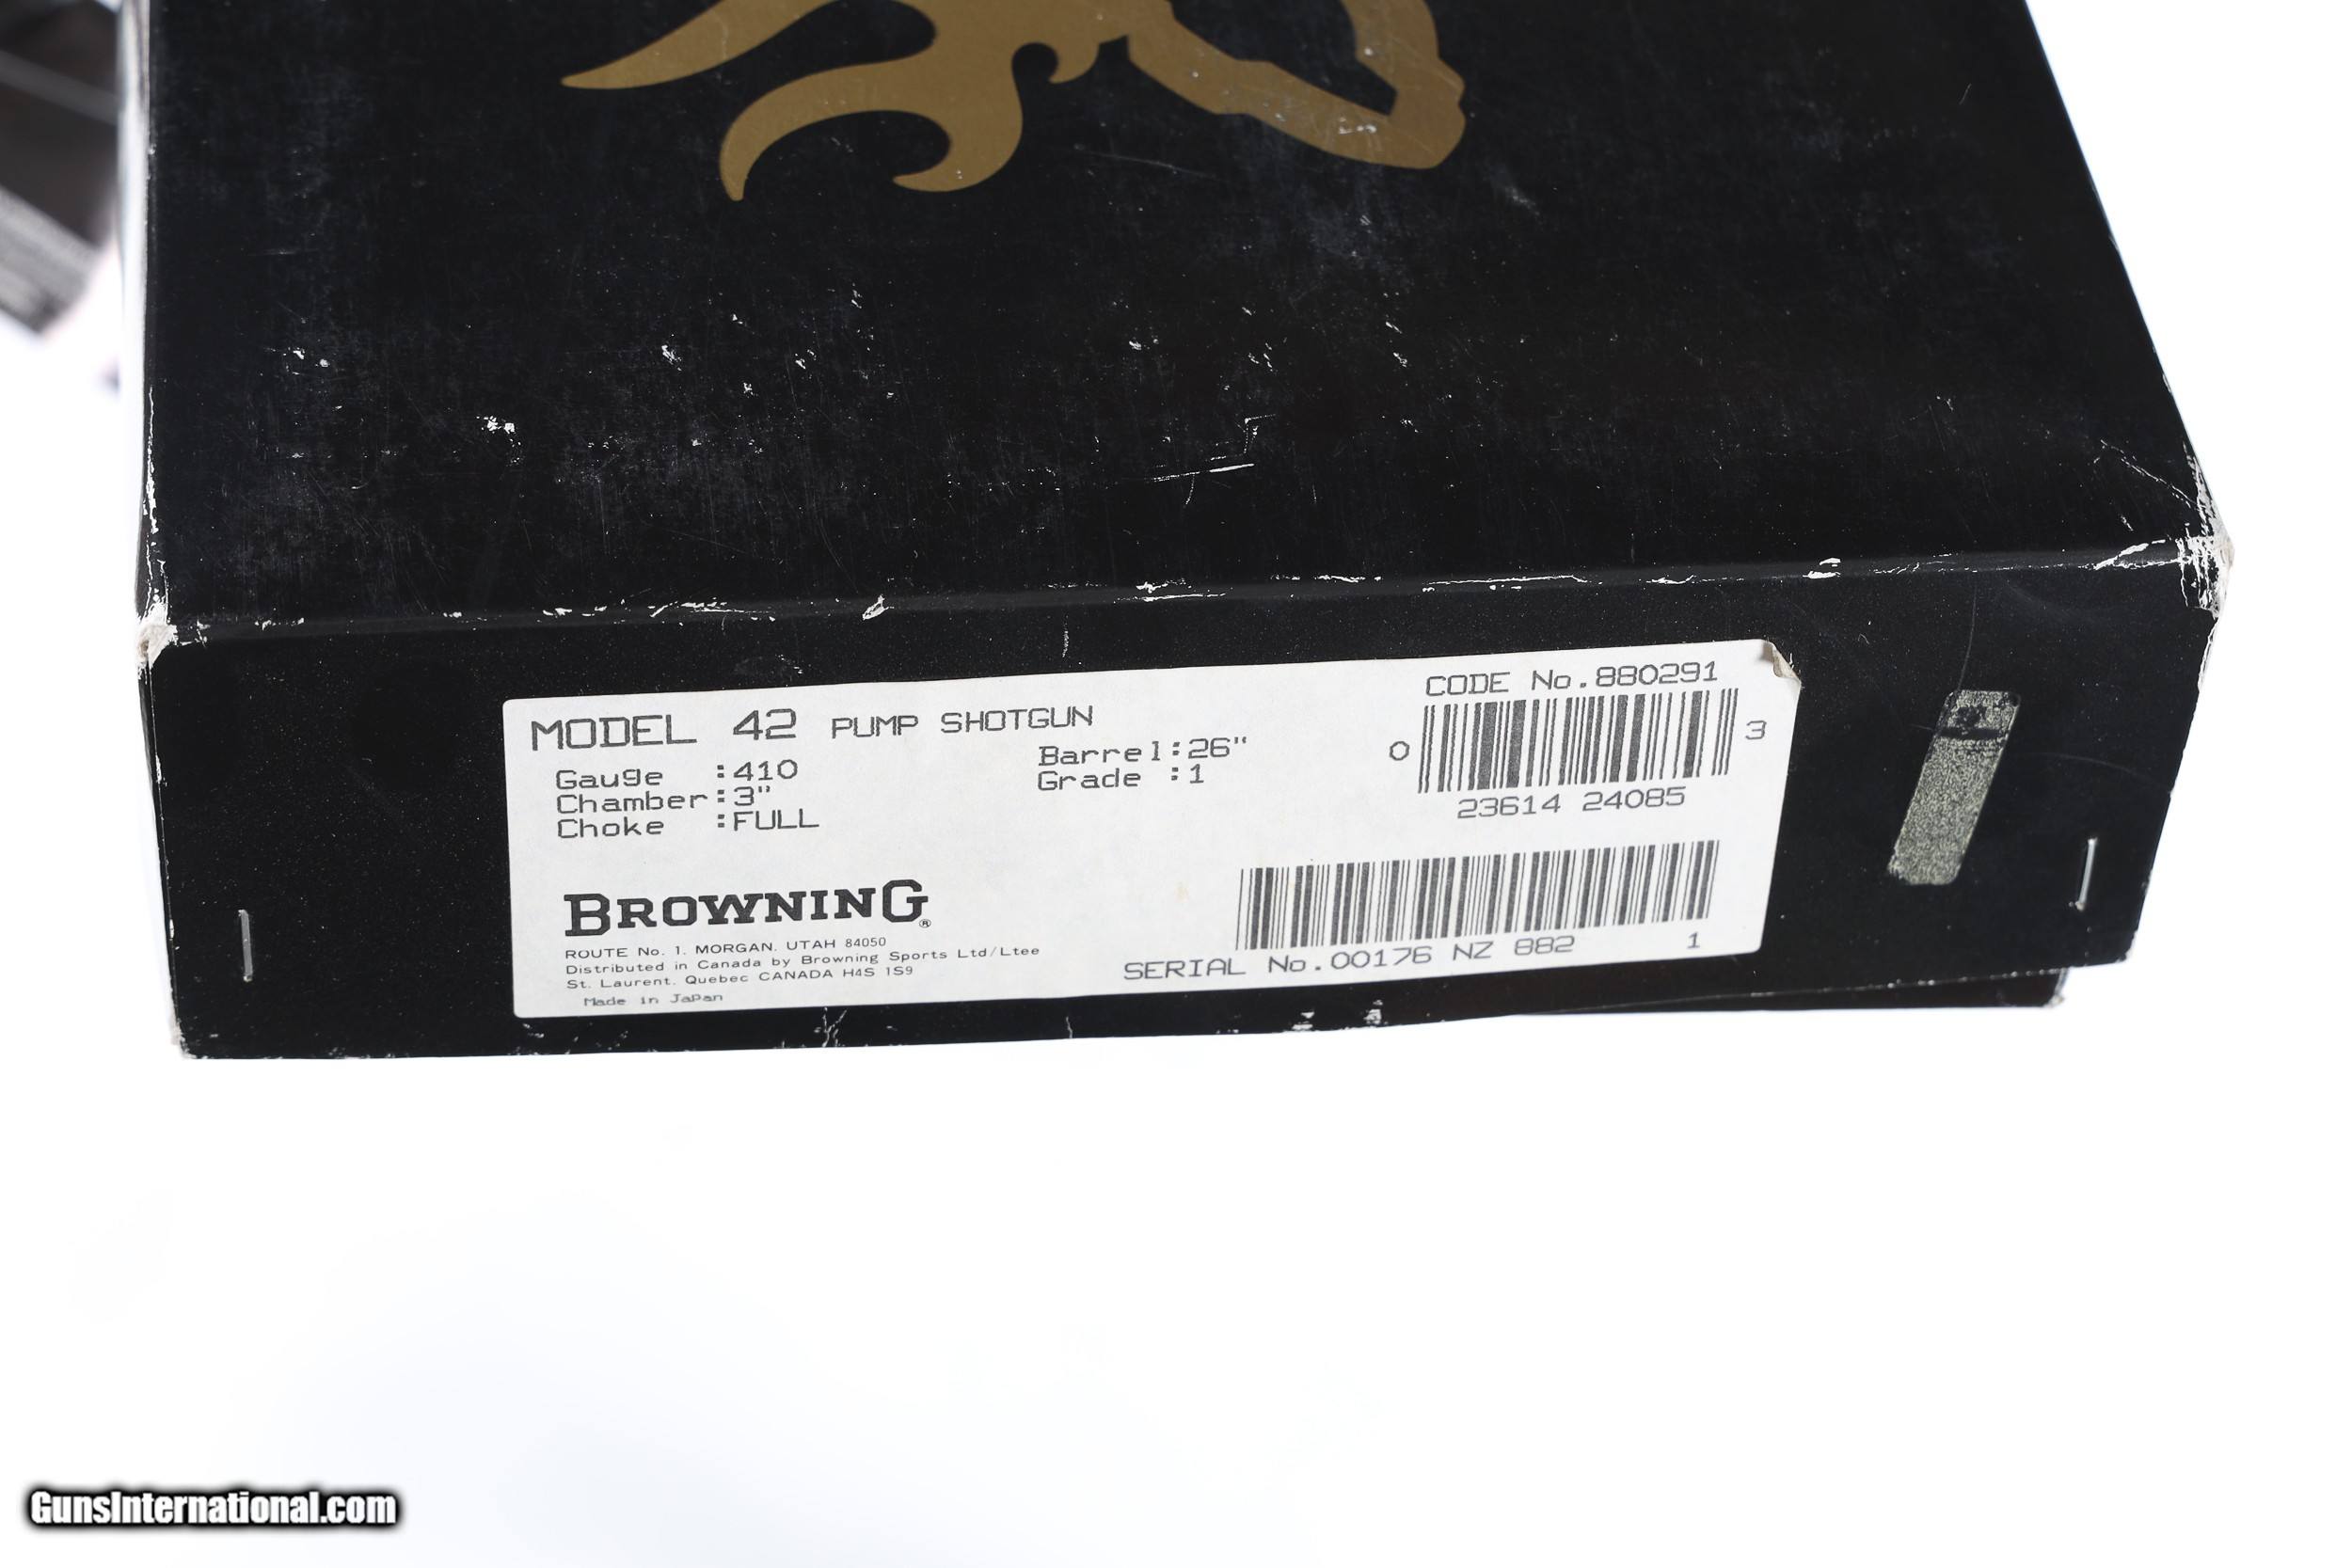 MODEL 42 PUMP SHOTGUN
Gauge :410
Chamber:3"
Choke :FULL
Barrel:26"
Grade :1
CODE No.880291
0 3
23614 24085
BROWNING®
ROUTE No. 1, MORGAN, UTAH 84050
Distributed in Canada by Browning Sports Ltd/Ltee
St. Laurent, Quebec CANADA H4S 1S9
Made in Japan
SERIAL No.00176 NZ 882 1
GunsInternational.com